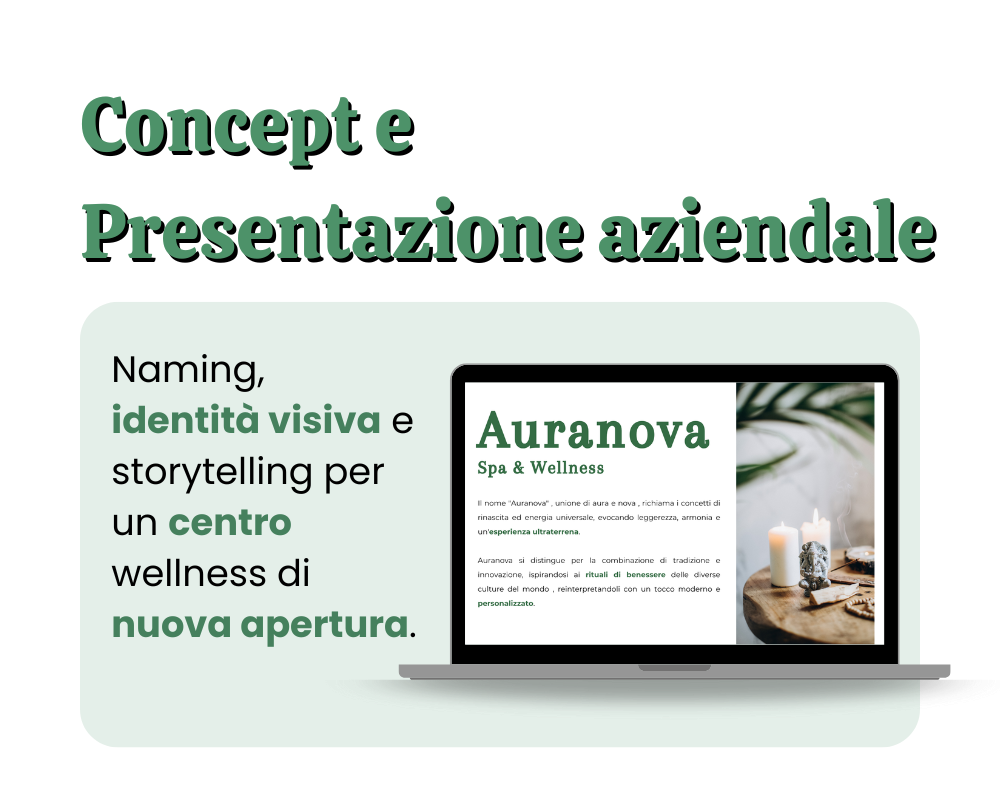 Concept e
Presentazione aziendale
Naming,
identità visiva e
storytelling per
un centro
wellness di
nuova apertura.
Auranova
Spa & Wellness
Il nome "Auranova" , unione di aura e nova , richiama i concetti di
rinascita ed energia universale, evocando leggerezza, armonia e
un'esperienza ultraterrena.
Auranova si distingue per la combinazione di tradizione e
innovazione, ispirandosi ai rituali di benessere delle diverse
culture del mondo , reinterpretandoli con un tocco moderno e
personalizzato.